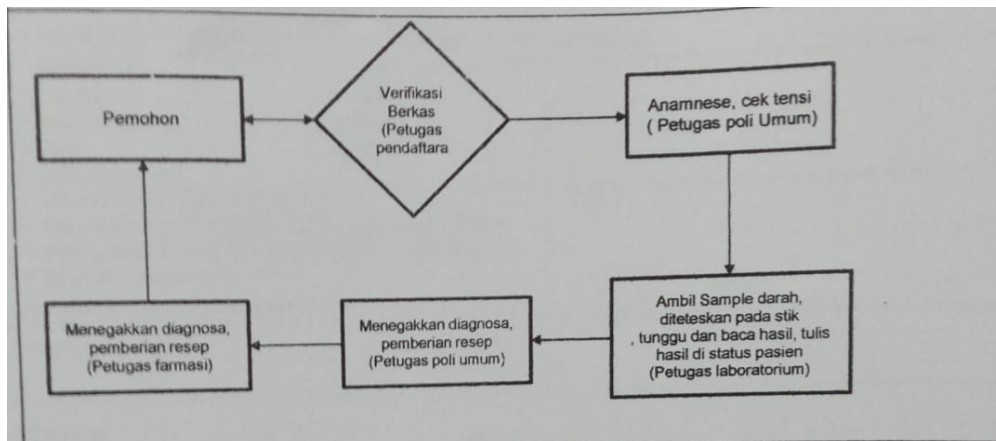 Pemohon
Verifikasi
Berkas
(Petugas
pendaftara
Anamnese, cek tensi
( Petugas poli Umum)
Ambil Sample darah,
diteteskan pada stik
, tunggu dan baca hasil, tulis
hasil di status pasien
(Petugas laboratorium)
Menegakkan diagnosa,
pemberian resep
(Petugas poli umum)
Menegakkan diagnosa,
pemberian resep
(Petugas farmasi)